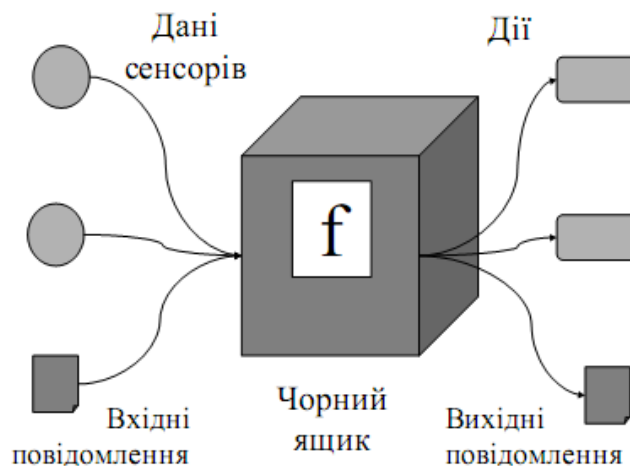 Дані
сенсорів
Дії
f
Вхідні
повідомлення
Чорний
ящик
Вихідні
повідомлення